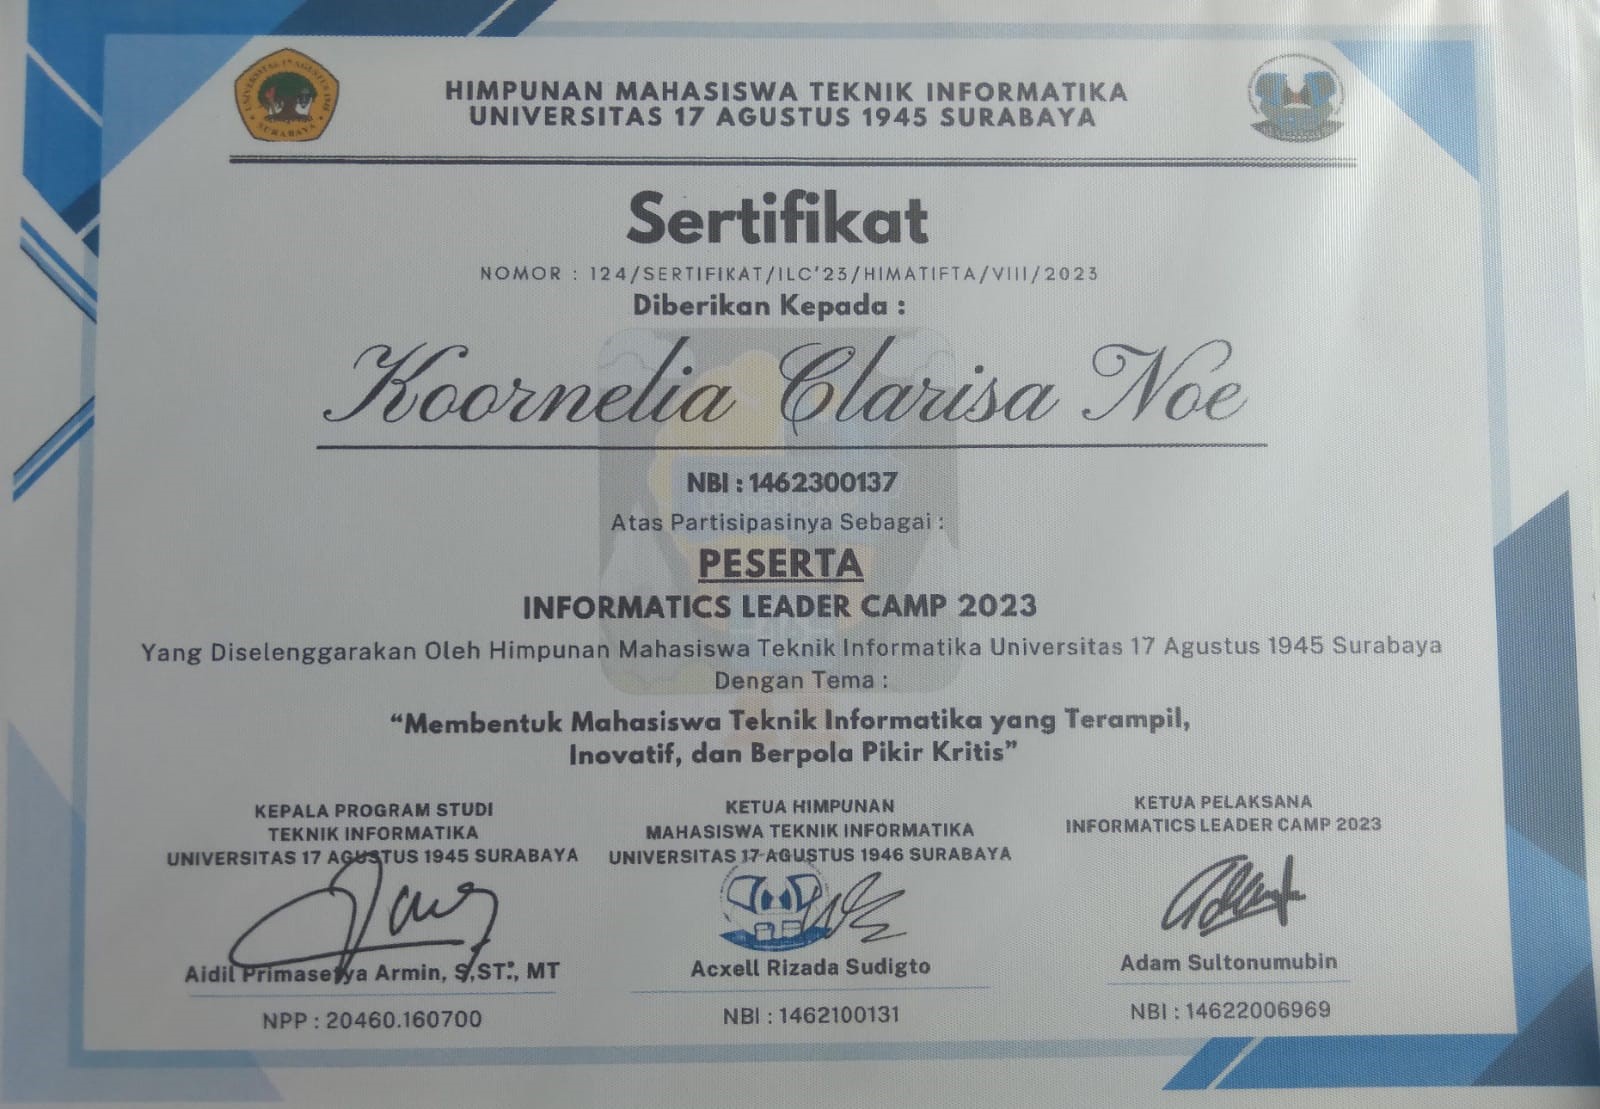 HIMPUNAN MAHASISWA TEKNIK INFORMATIKA
UNIVERSITAS 17 AGUSTUS 1945 SURABAYA
Sertifikat
NOMOR : 124/SERTIFIKAT/ILC'23/HIMATIFTA/VIII/2023
Diberikan Kepada :
Koornelia Clarisa Noe
NBI : 1462300137
Atas Partisipasinya Sebagai :
PESERTA
INFORMATICS LEADER CAMP 2023
Yang Diselenggarakan Oleh Himpunan Mahasiswa Teknik Informatika Universitas 17 Agustus 1945 Surabaya
Dengan Tema :
“Membentuk Mahasiswa Teknik Informatika yang Terampil,
Inovatif, dan Berpola Pikir Kritis”
KEPALA PROGRAM STUDI
TEKNIK INFORMATIKA
UNIVERSITAS 17 AGUSTUS 1945 SURABAYA
Aidil Primasetya Armin, S.ST., MT
NPP : 20460.160700
KETUA HIMPUNAN
MAHASISWA TEKNIK INFORMATIKA
UNIVERSITAS 17 AGUSTUS 1946 SURABAYA
Acxell Rizada Sudigto
NBI : 1462100131
KETUA PELAKSANA
INFORMATICS LEADER CAMP 2023
Adam Sultonumubin
NBI : 14622006969